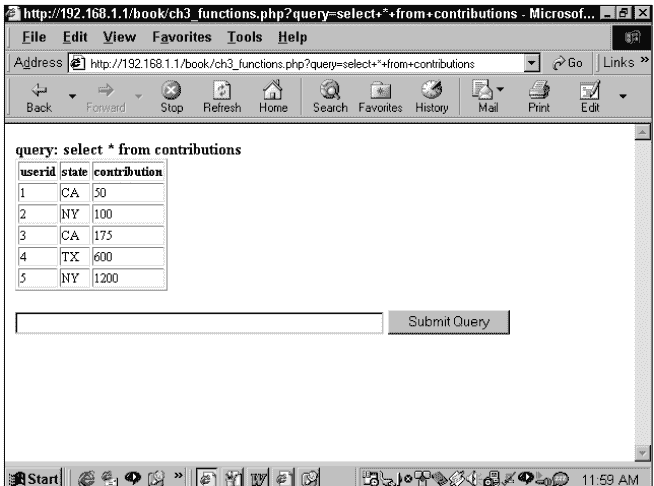 http://192.168.1.1/book/ch3_functions.php?query=select+*+from+contributions - Microsof...
File Edit View Favorites Tools Help
Address http://192.168.1.1/book/ch3_functions.php?query=select+*+from+contributions Go Links »
Back Forward Stop Refresh Home Search Favorites History Mail Print Edit
query: select * from contributions
userid state contribution
1 CA 50
2 NY 100
3 CA 175
4 TX 600
5 NY 1200
Submit Query
Start » 11:59 AM